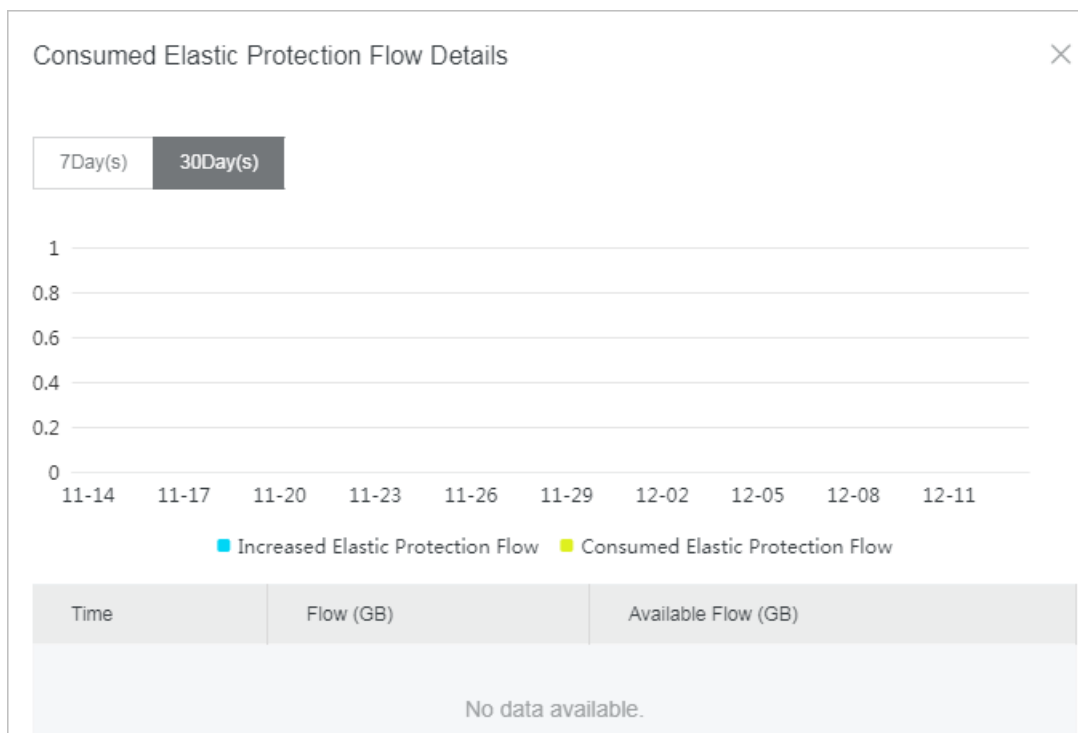 Consumed Elastic Protection Flow Details
7Day(s) 30Day(s)
1
0.8
0.6
0.4
0.2
0
11-14 11-17 11-20 11-23 11-26 11-29 12-02 12-05 12-08 12-11
Increased Elastic Protection Flow Consumed Elastic Protection Flow
Time Flow (GB) Available Flow (GB)
No data available.